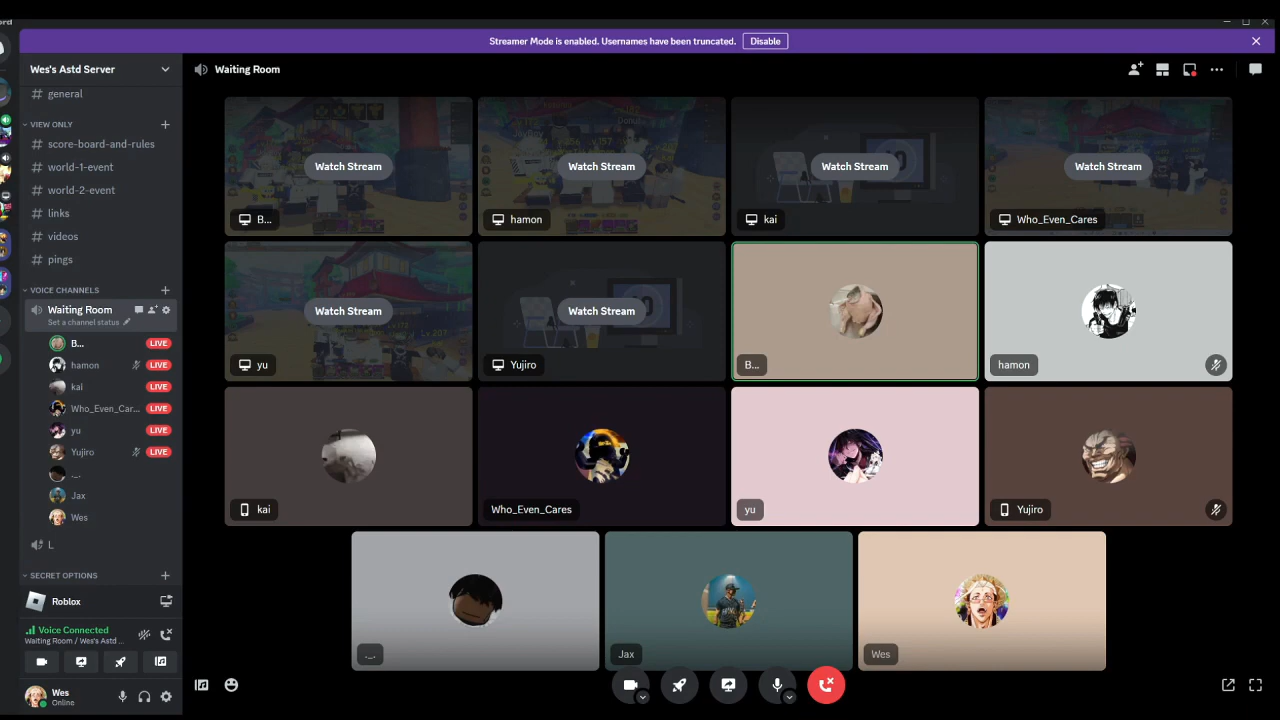 ord
Streamer Mode is enabled. Usernames have been truncated.
Disable
Wes's Astd Server
Waiting Room
general
VIEW ONLY
score-board-and-rules
world-1-event
world-2-event
links
videos
pings
VOICE CHANNELS
Waiting Room
Set a channel status
B... LIVE
hamon LIVE
kai LIVE
Who_Even_Car... LIVE
yu LIVE
Yujiro LIVE
._.
Jax
Wes
L
SECRET OPTIONS
Roblox
Voice Connected
Waiting Room / Wes's Astd ...
Wes
Online
Watch Stream
B...
Watch Stream
hamon
Watch Stream
kai
Watch Stream
Who_Even_Cares
Watch Stream
yu
Watch Stream
Yujiro
B...
hamon
kai
Who_Even_Cares
yu
Yujiro
._.
Jax
Wes